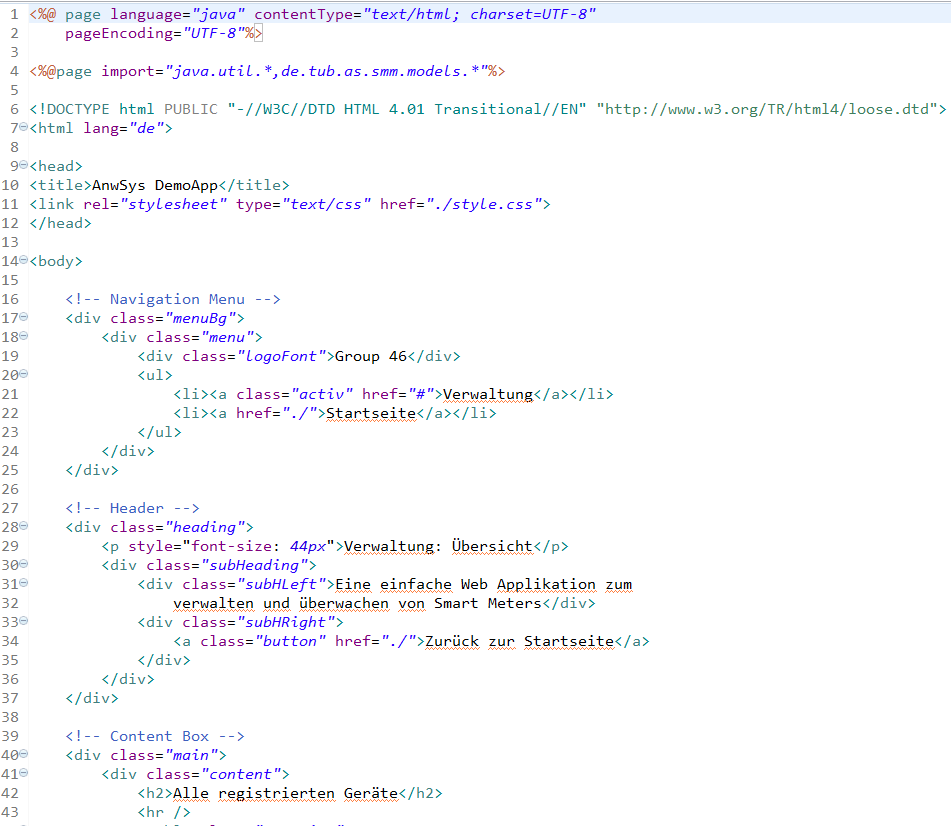 1 <%@ page language="java" contentType="text/html; charset=UTF-8"
2     pageEncoding="UTF-8"%>
3
4 <%@page import="java.util.*,de.tub.as.smm.models.*"%>
5
6 <!DOCTYPE html PUBLIC "-//W3C//DTD HTML 4.01 Transitional//EN" "http://www.w3.org/TR/html4/loose.dtd">
7 <html lang="de">
8
9 <head>
10 <title>AnwSys DemoApp</title>
11 <link rel="stylesheet" type="text/css" href="./style.css">
12 </head>
13
14 <body>
15
16     <!-- Navigation Menu -->
17     <div class="menuBg">
18         <div class="menu">
19             <div class="logoFont">Group 46</div>
20             <ul>
21                 <li><a class="activ" href="#">Verwaltung</a></li>
22                 <li><a href="./">Startseite</a></li>
23             </ul>
24         </div>
25     </div>
26
27     <!-- Header -->
28     <div class="heading">
29         <p style="font-size: 44px">Verwaltung: Übersicht</p>
30         <div class="subHeading">
31             <div class="subHLeft">Eine einfache Web Applikation zum
32                 verwalten und überwachen von Smart Meters</div>
33             <div class="subHRight">
34                 <a class="button" href="./">Zurück zur Startseite</a>
35             </div>
36         </div>
37     </div>
38
39     <!-- Content Box -->
40     <div class="main">
41         <div class="content">
42             <h2>Alle registrierten Geräte</h2>
43             <hr />